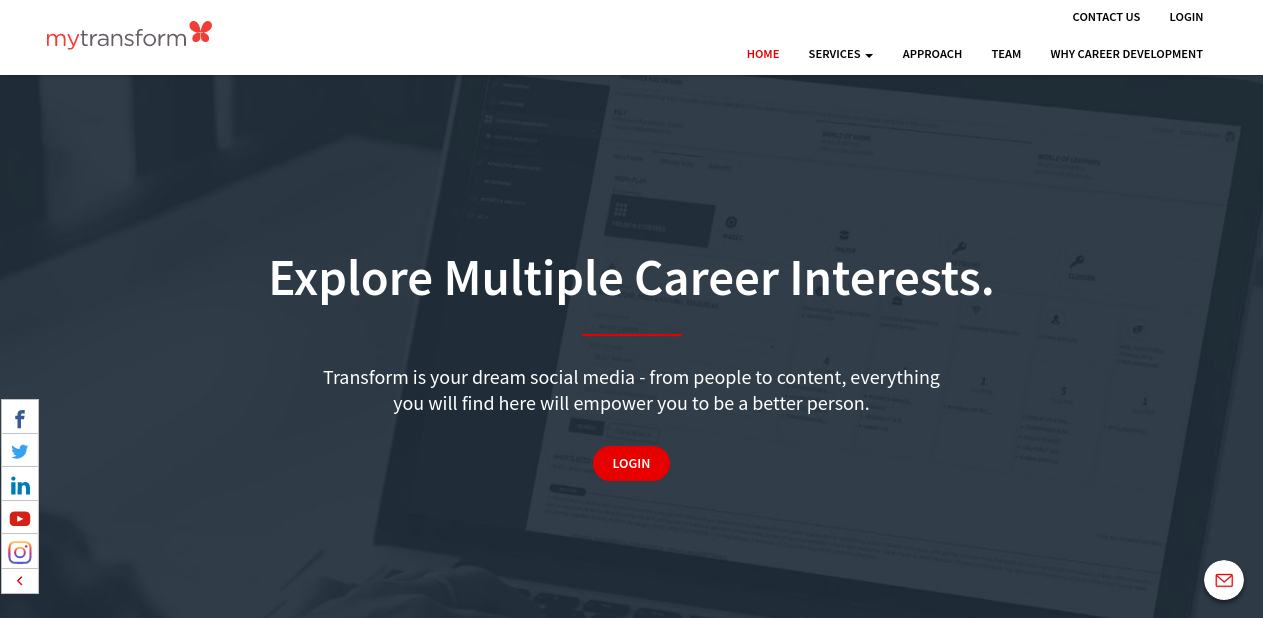 CONTACT US LOGIN
mytransform
HOME SERVICES APPROACH TEAM WHY CAREER DEVELOPMENT
Explore Multiple Career Interests.
Transform is your dream social media - from people to content, everything
you will find here will empower you to be a better person.
LOGIN